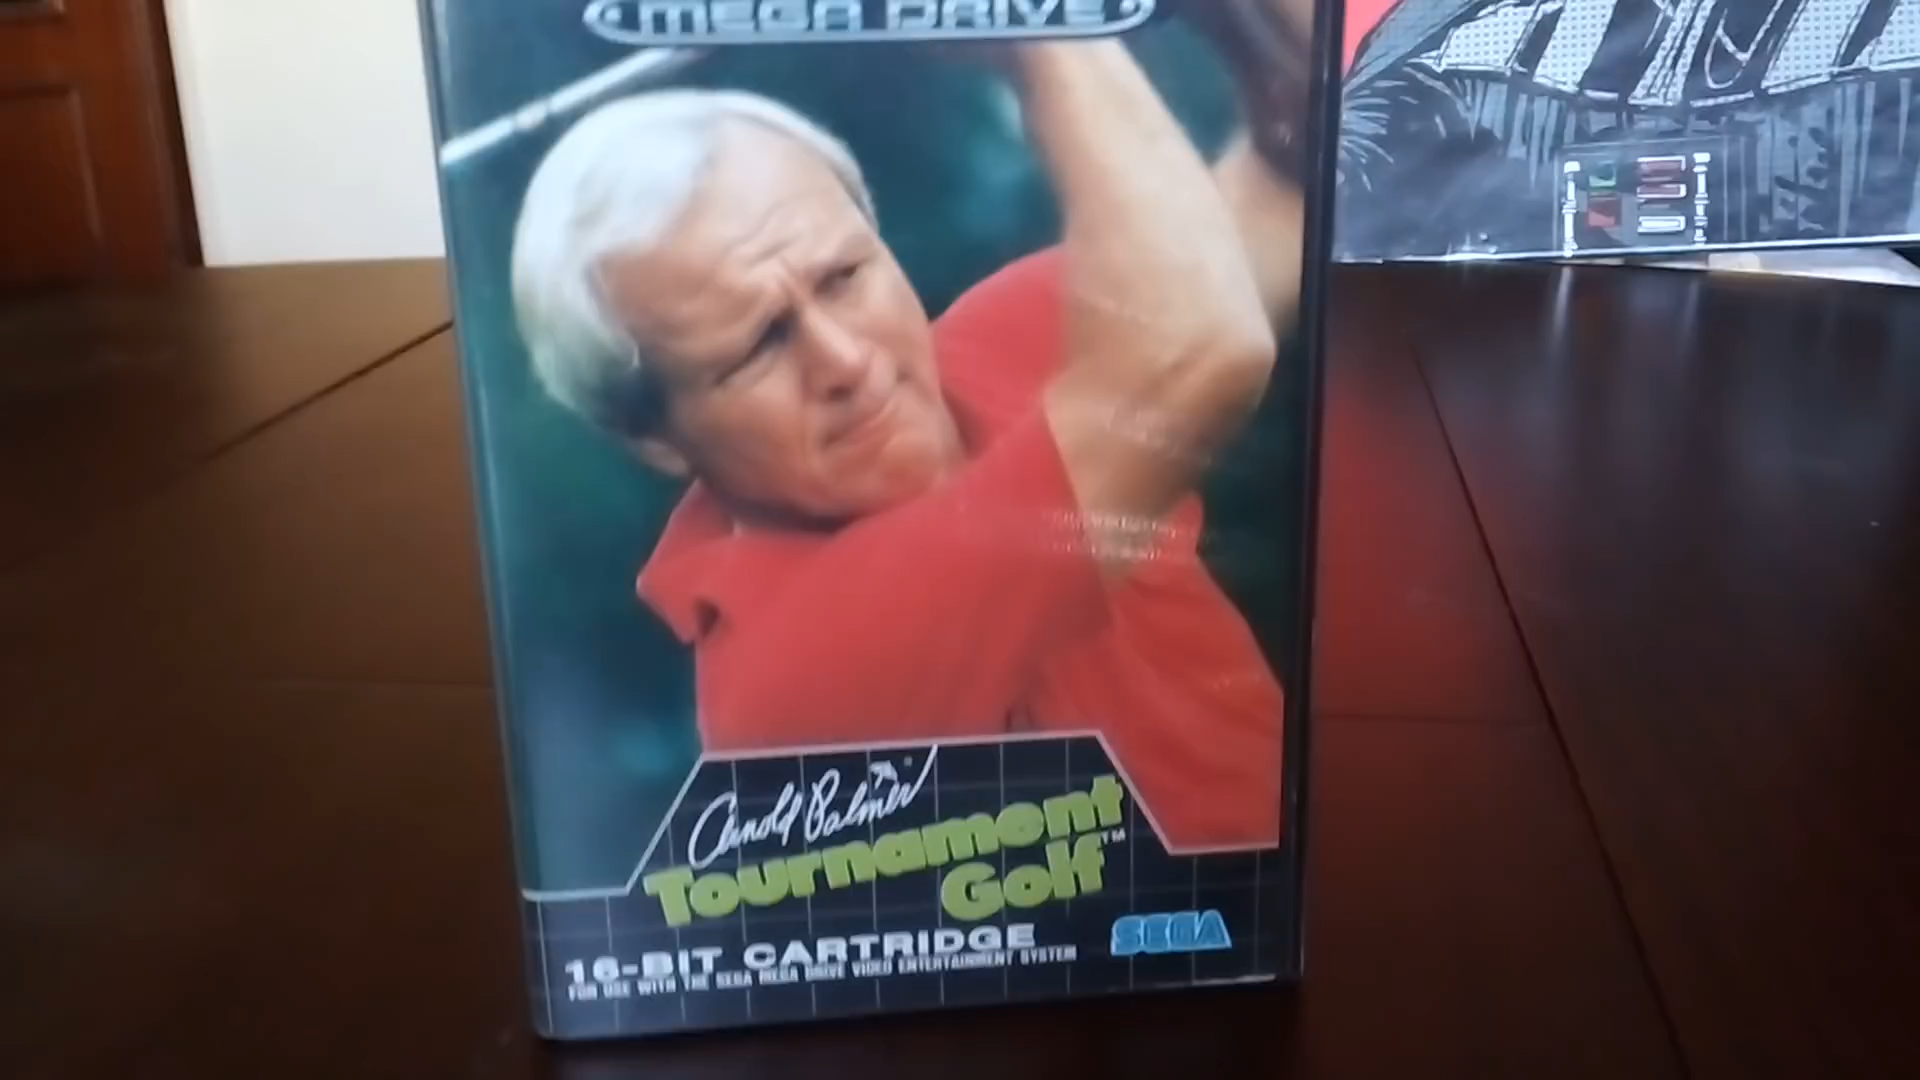 MEGA DRIVE
Arnold Palmer
Tournament
Golf™
SEGA
16-BIT CARTRIDGE
FOR USE WITH THE SEGA MEGA DRIVE VIDEO ENTERTAINMENT SYSTEM